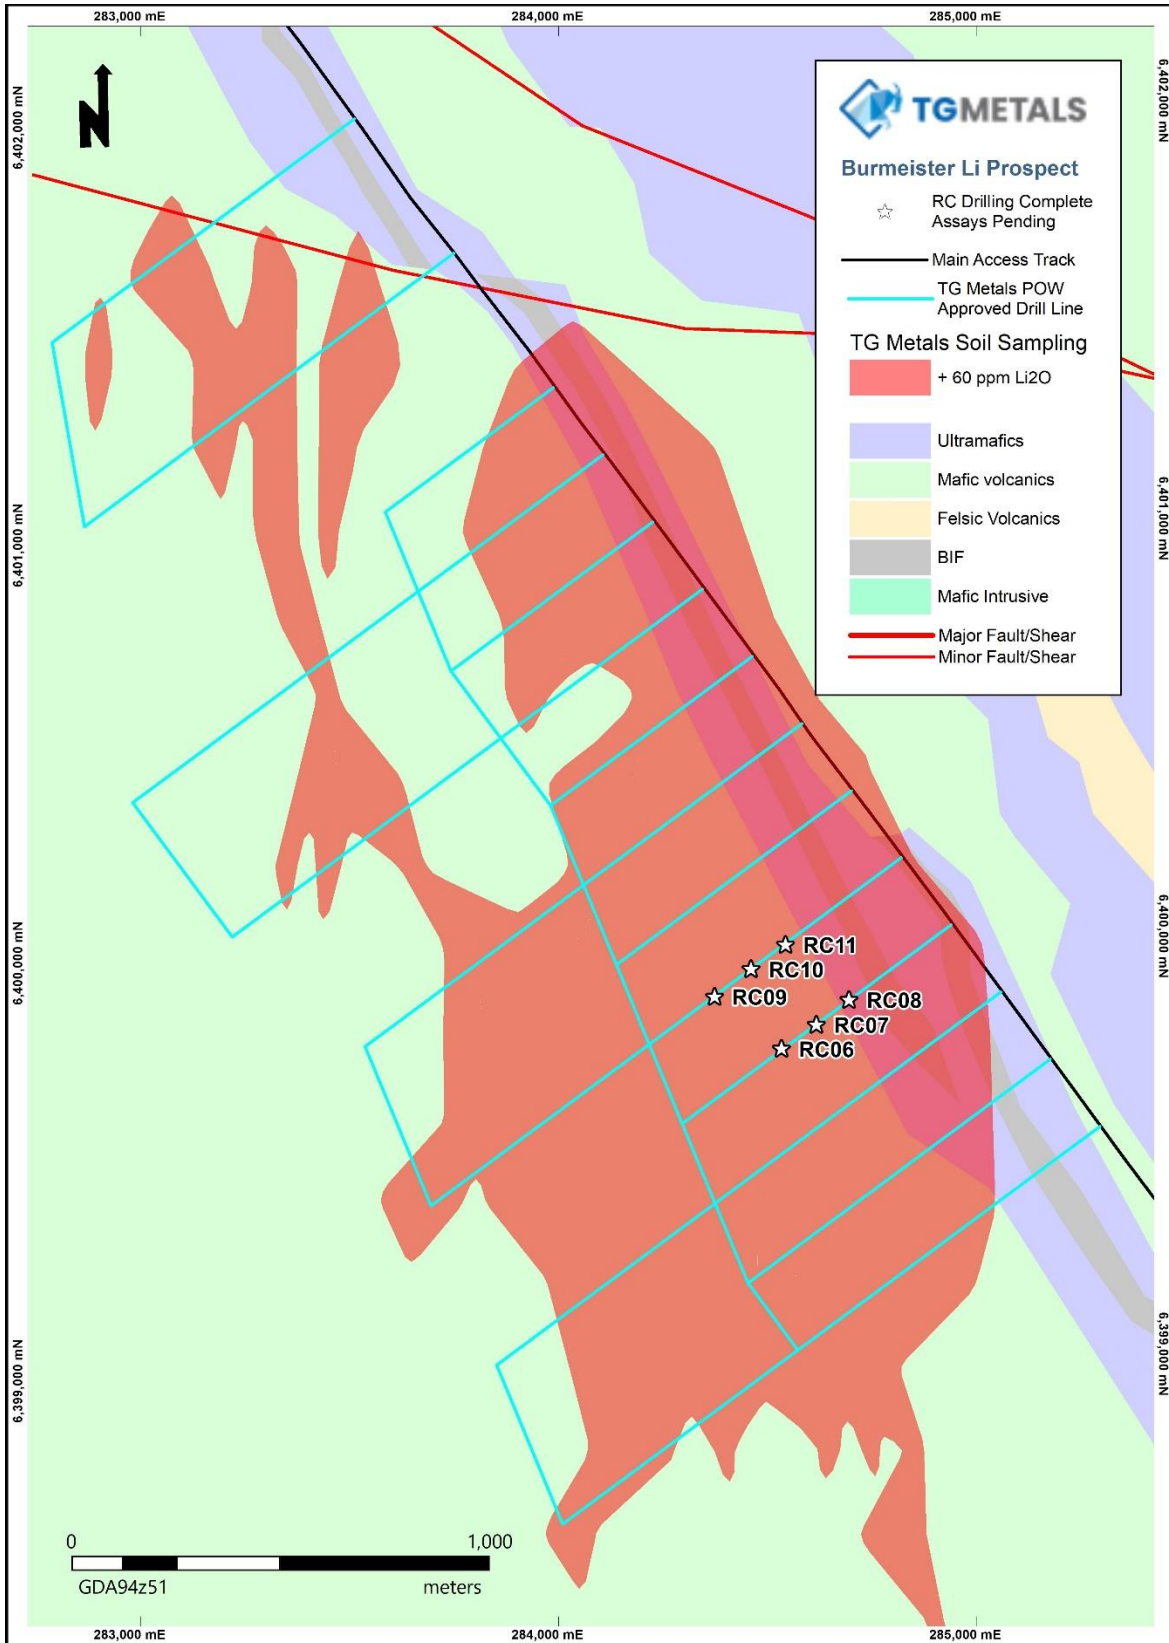 283,000 mE
284,000 mE
285,000 mE
6,402,000 mN
6,402,000 mN
N
TGMETALS
Burmeister Li Prospect
RC Drilling Complete
Assays Pending
Main Access Track
TG Metals POW
Approved Drill Line
TG Metals Soil Sampling
+ 60 ppm Li2O
Ultramafics
Mafic volcanics
Felsic Volcanics
BIF
Mafic Intrusive
Major Fault/Shear
Minor Fault/Shear
6,401,000 mN
6,401,000 mN
6,400,000 mN
6,400,000 mN
RC11
RC10
RC09
RC08
RC07
RC06
6,399,000 mN
6,399,000 mN
0
1,000
GDA94z51
meters
283,000 mE
284,000 mE
285,000 mE